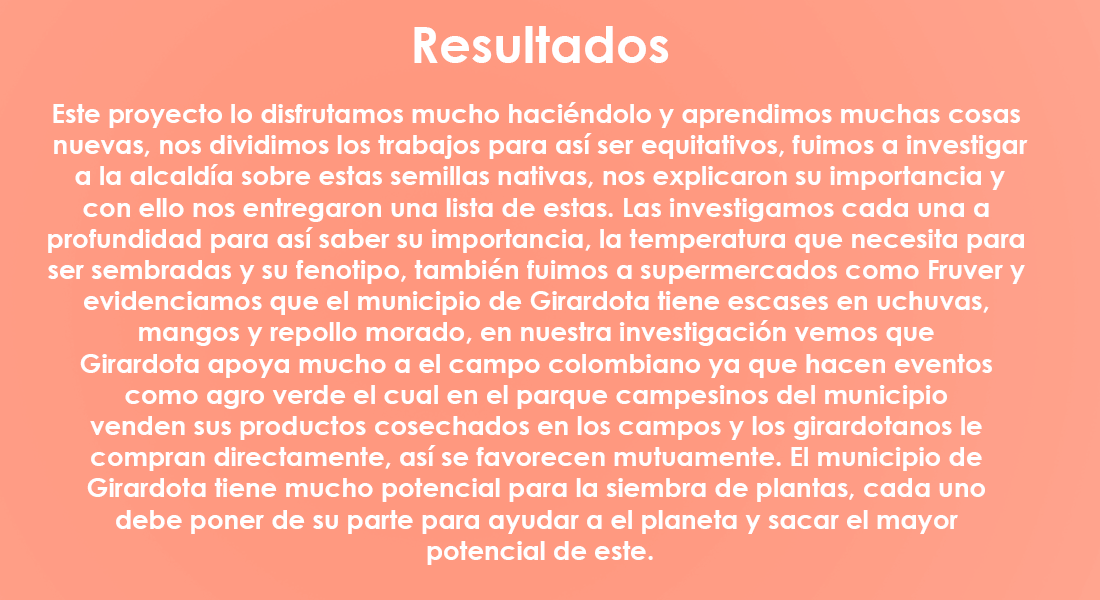 Resultados
Este proyecto lo disfrutamos mucho haciéndolo y aprendimos muchas cosas
nuevas, nos dividimos los trabajos para así ser equitativos, fuimos a investigar
a la alcaldía sobre estas semillas nativas, nos explicaron su importancia y
con ello nos entregaron una lista de estas. Las investigamos cada una a
profundidad para así saber su importancia, la temperatura que necesita para
ser sembradas y su fenotipo, también fuimos a supermercados como Fruver y
evidenciamos que el municipio de Girardota tiene escases en uchuvas,
mangos y repollo morado, en nuestra investigación vemos que
Girardota apoya mucho a el campo colombiano ya que hacen eventos
como agro verde el cual en el parque campesinos del municipio
venden sus productos cosechados en los campos y los girardotanos le
compran directamente, así se favorecen mutuamente. El municipio de
Girardota tiene mucho potencial para la siembra de plantas, cada uno
debe poner de su parte para ayudar a el planeta y sacar el mayor
potencial de este.